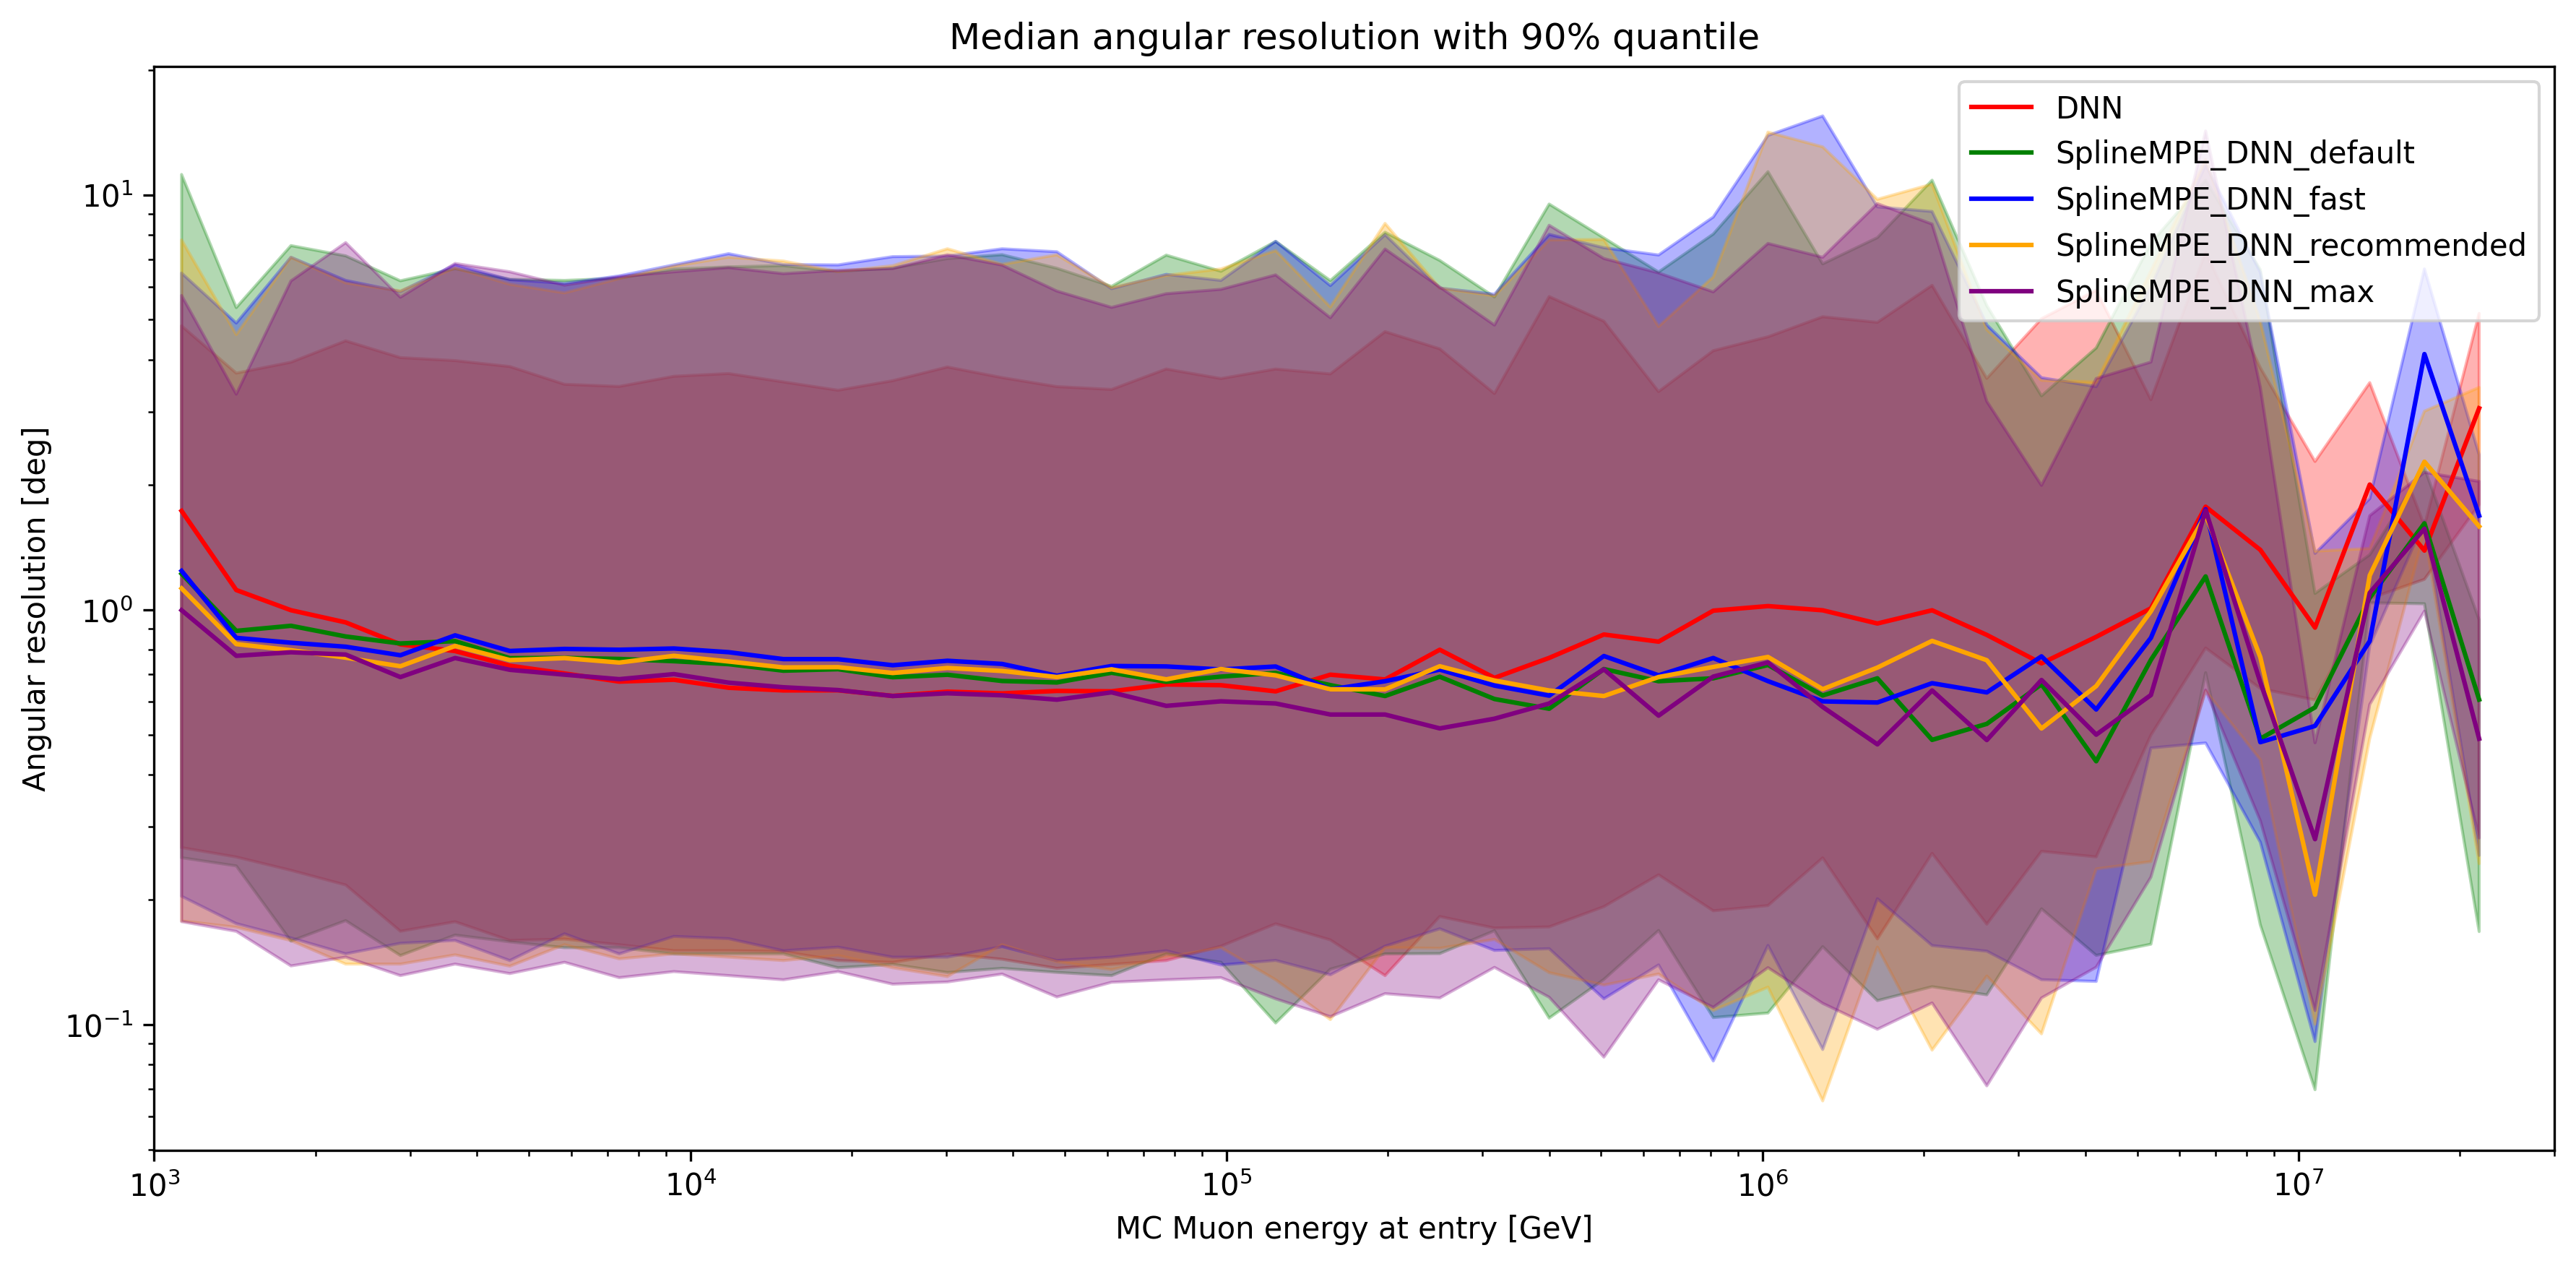 Median angular resolution with 90% quantile
DNN
SplineMPE_DNN_default
SplineMPE_DNN_fast
SplineMPE_DNN_recommended
SplineMPE_DNN_max
Angular resolution [deg]
10¹
10⁰
10⁻¹
10³ 10⁴ 10⁵ 10⁶ 10⁷
MC Muon energy at entry [GeV]